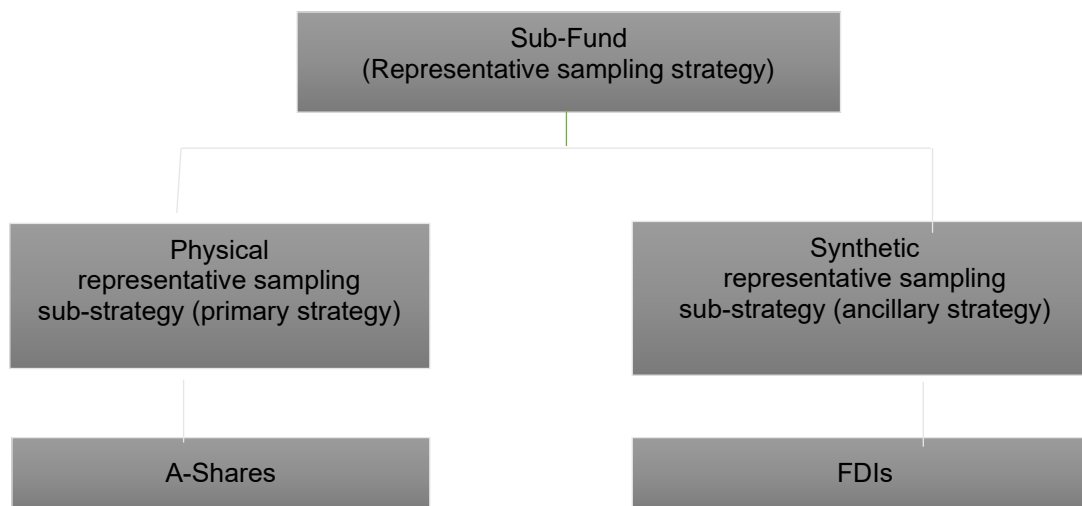 Sub-Fund
(Representative sampling strategy)
Physical
representative sampling
sub-strategy (primary strategy)
Synthetic
representative sampling
sub-strategy (ancillary strategy)
A-Shares
FDIs